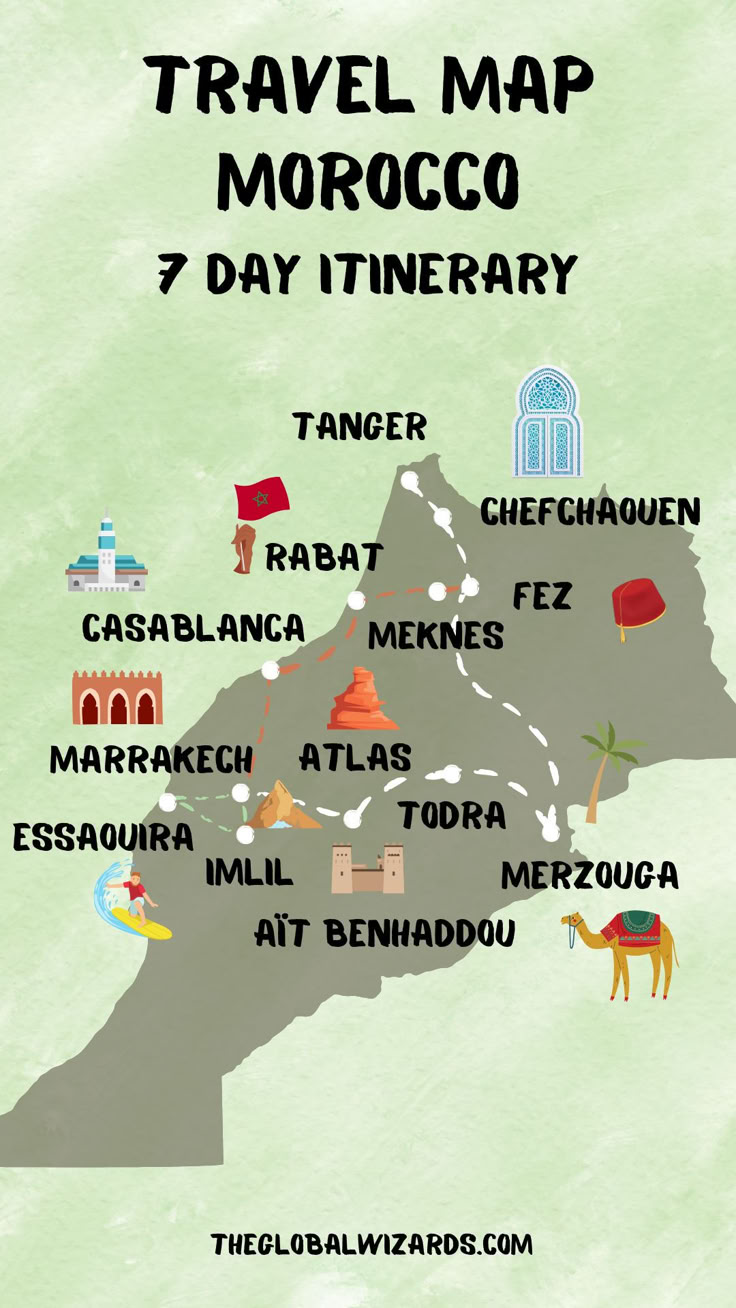 TRAVEL MAP
MOROCCO
7 DAY ITINERARY
TANGER
CHEFCHAOUEN
RABAT
FEZ
CASABLANCA
MEKNES
MARRAKECH
ATLAS
TODRA
ESSAOUIRA
IMLIL
MERZOUGA
AÏT BENHADDOU
THEGLOBALWIZARDS.COM